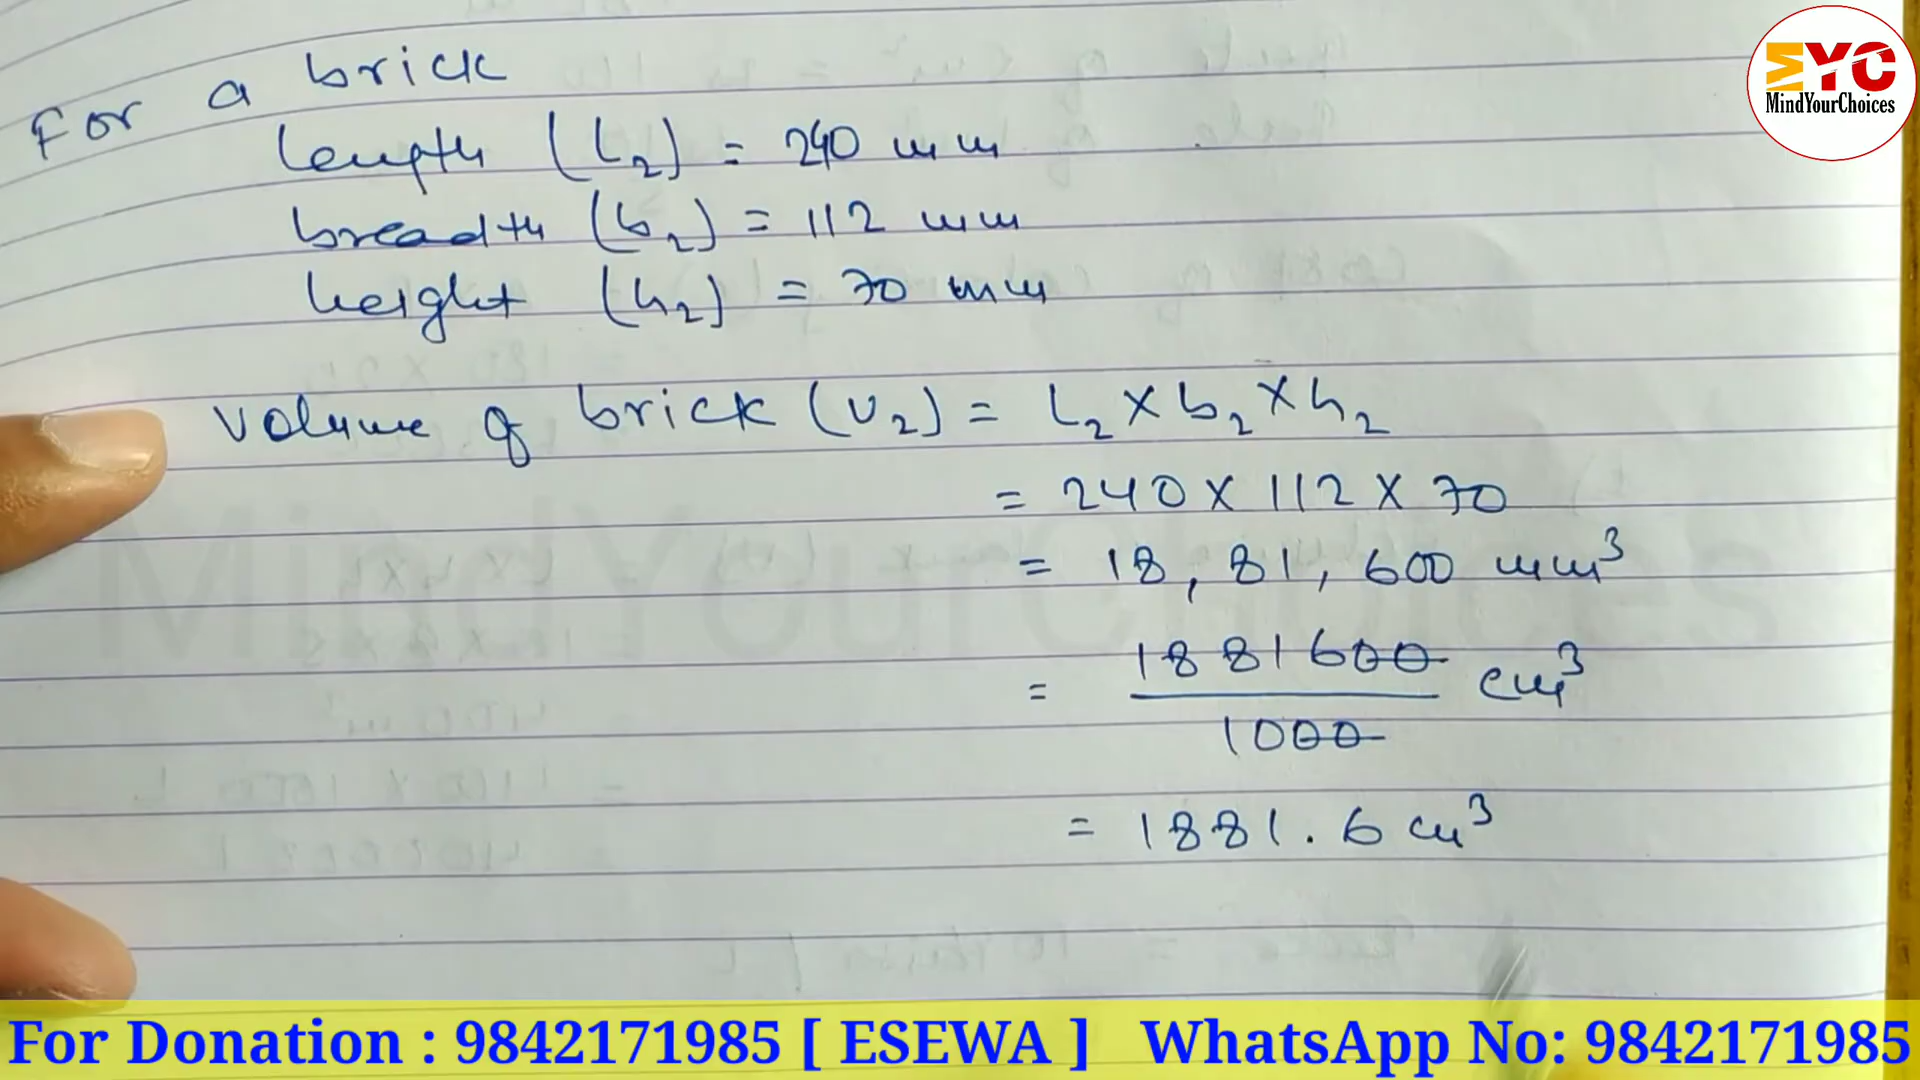 MYC
MindYourChoices
For a brick
length (l₂) = 240 mm
breadth (b₂) = 112 mm
height (h₂) = 70 mm
volume of brick (v₂) = l₂ × b₂ × h₂
= 240 × 112 × 70
= 18, 81, 600 mm³
= 1881600 / 1000 cm³
= 1881.6 cm³
MindYourChoices
For Donation : 9842171985 [ ESEWA ] WhatsApp No: 9842171985